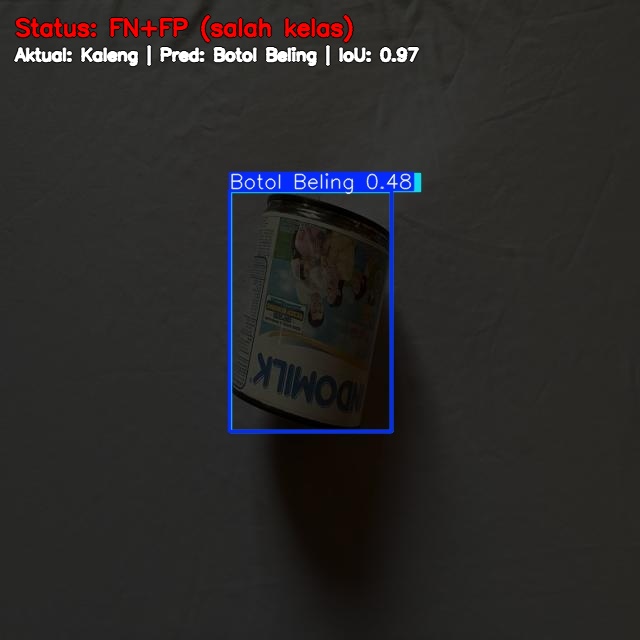 Status: FN+FP (salah kelas)
Aktual: Kaleng | Pred: Botol Beling | IoU: 0.97
Botol Beling 0.48
NDOMILK